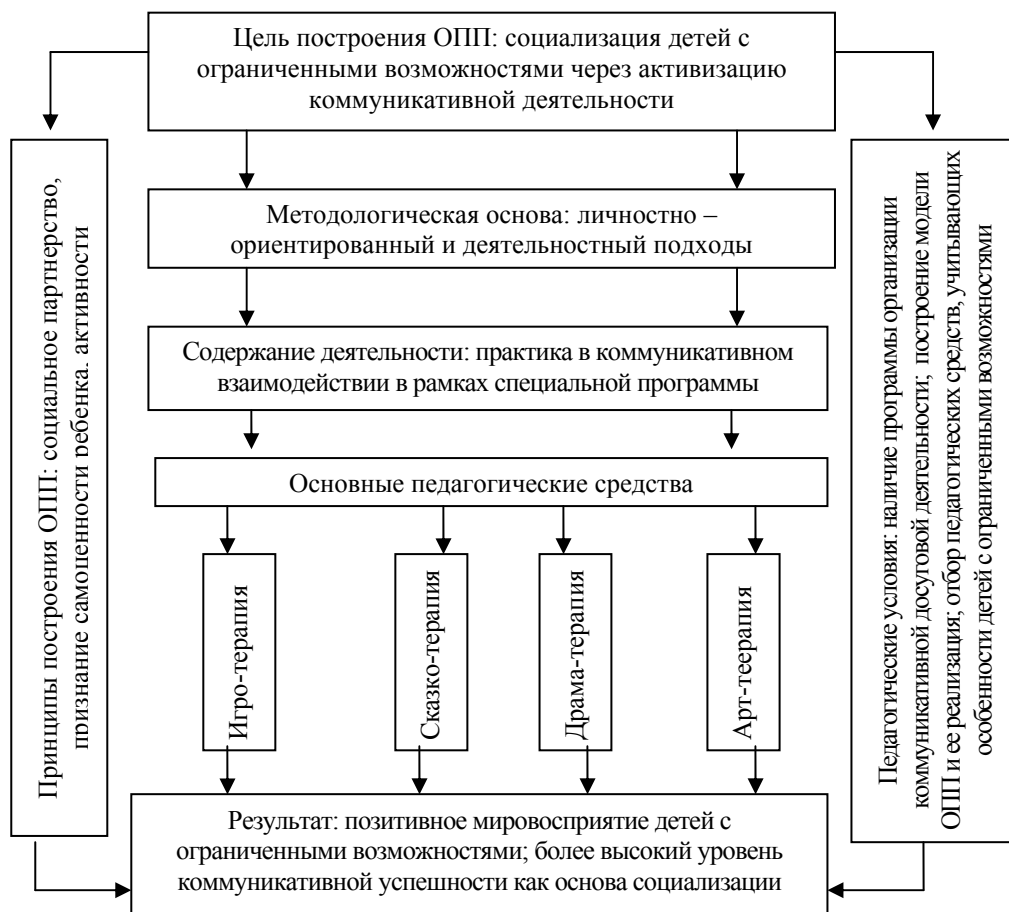 Цель построения ОПП: социализация детей с
ограниченными возможностями через активизацию
коммуникативной деятельности
Принципы построения ОПП: социальное партнерство,
признание самоценности ребенка, активности
Педагогические условия: наличие программы организации
коммуникативной досуговой деятельности; построение модели
ОПП и ее реализация; отбор педагогических средств, учитывающих
особенности детей с ограниченными возможностями
Методологическая основа: личностно –
ориентированный и деятельностный подходы
Содержание деятельности: практика в коммуникативном
взаимодействии в рамках специальной программы
Основные педагогические средства
Игро-терапия
Сказко-терапия
Драма-терапия
Арт-теерапия
Результат: позитивное мировосприятие детей с
ограниченными возможностями; более высокий уровень
коммуникативной успешности как основа социализации